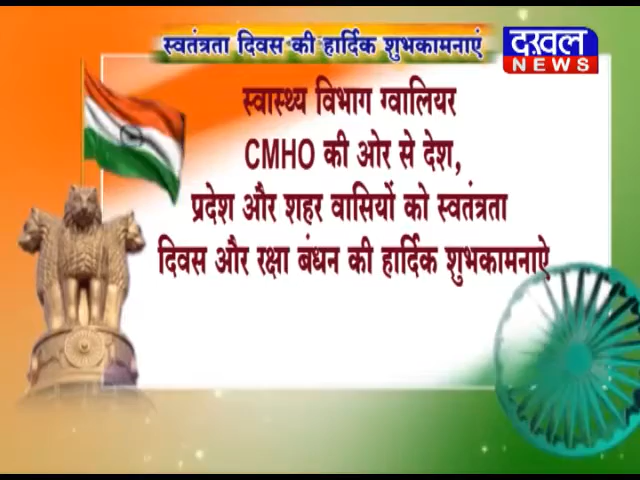 स्वतंत्रता दिवस की हार्दिक शुभकामनाएं
दख़ल
NEWS
स्वास्थ्य विभाग ग्वालियर
CMHO की ओर से देश,
प्रदेश और शहर वासियों को स्वतंत्रता
दिवस और रक्षा बंधन की हार्दिक शुभकामनाऐ